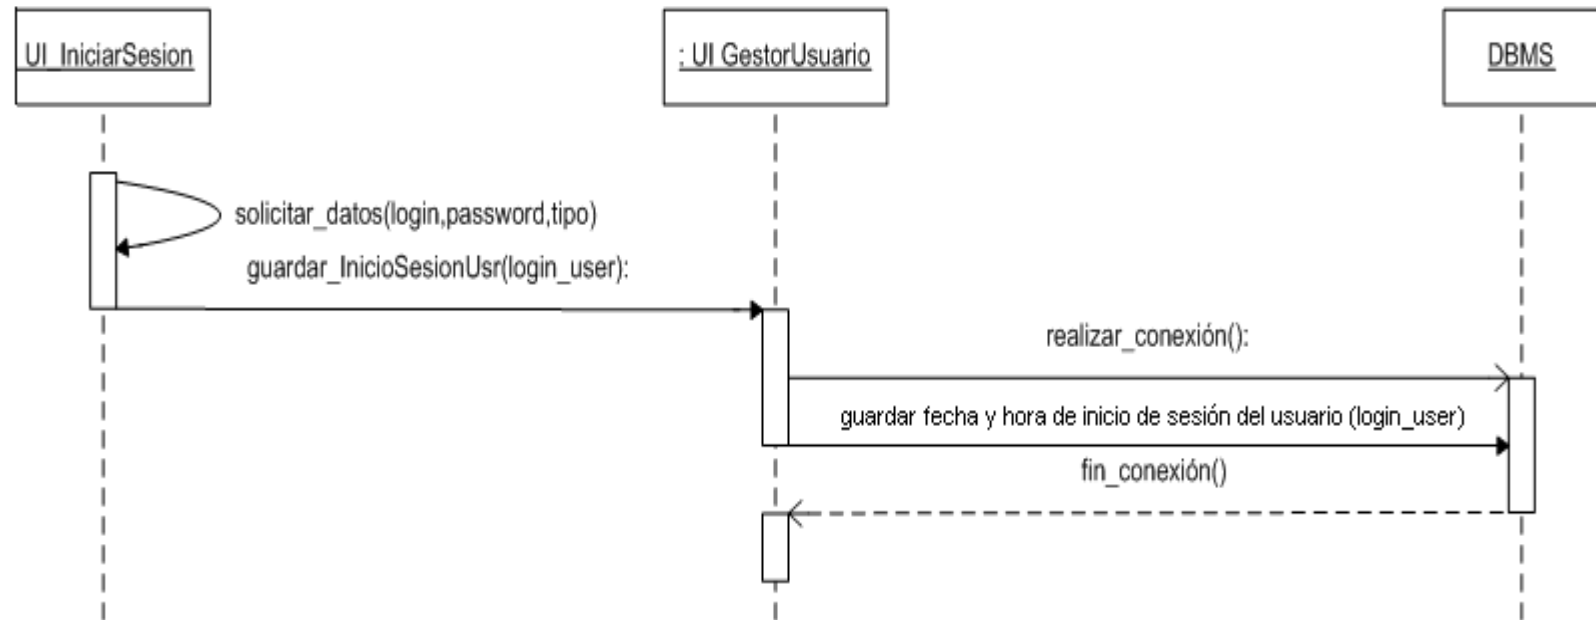 UI_IniciarSesion
: UI GestorUsuario
DBMS
solicitar_datos(login,password,tipo)
guardar_InicioSesionUsr(login_user):
realizar_conexión():
guardar fecha y hora de inicio de sesión del usuario (login_user)
fin_conexión()